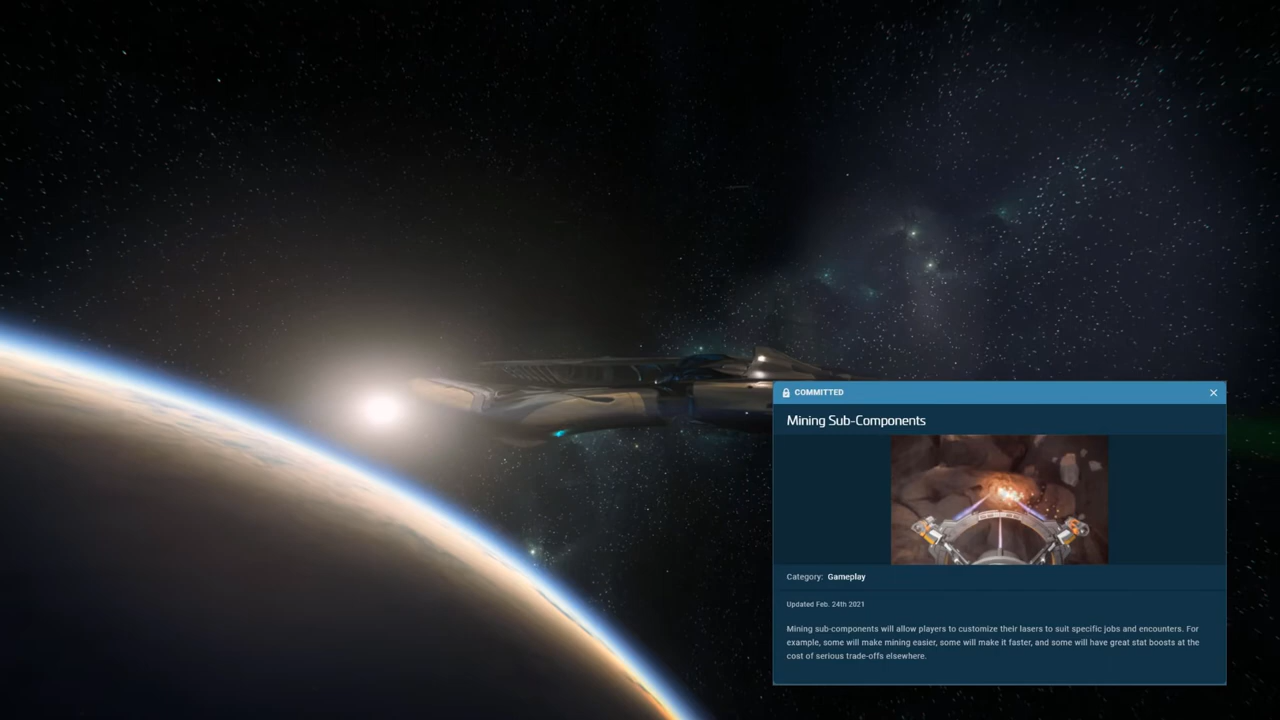 COMMITTED
Mining Sub-Components
Category: Gameplay
Updated Feb. 24th 2021
Mining sub-components will allow players to customize their lasers to suit specific jobs and encounters. For
example, some will make mining easier, some will make it faster, and some will have great stat boosts at the
cost of serious trade-offs elsewhere.